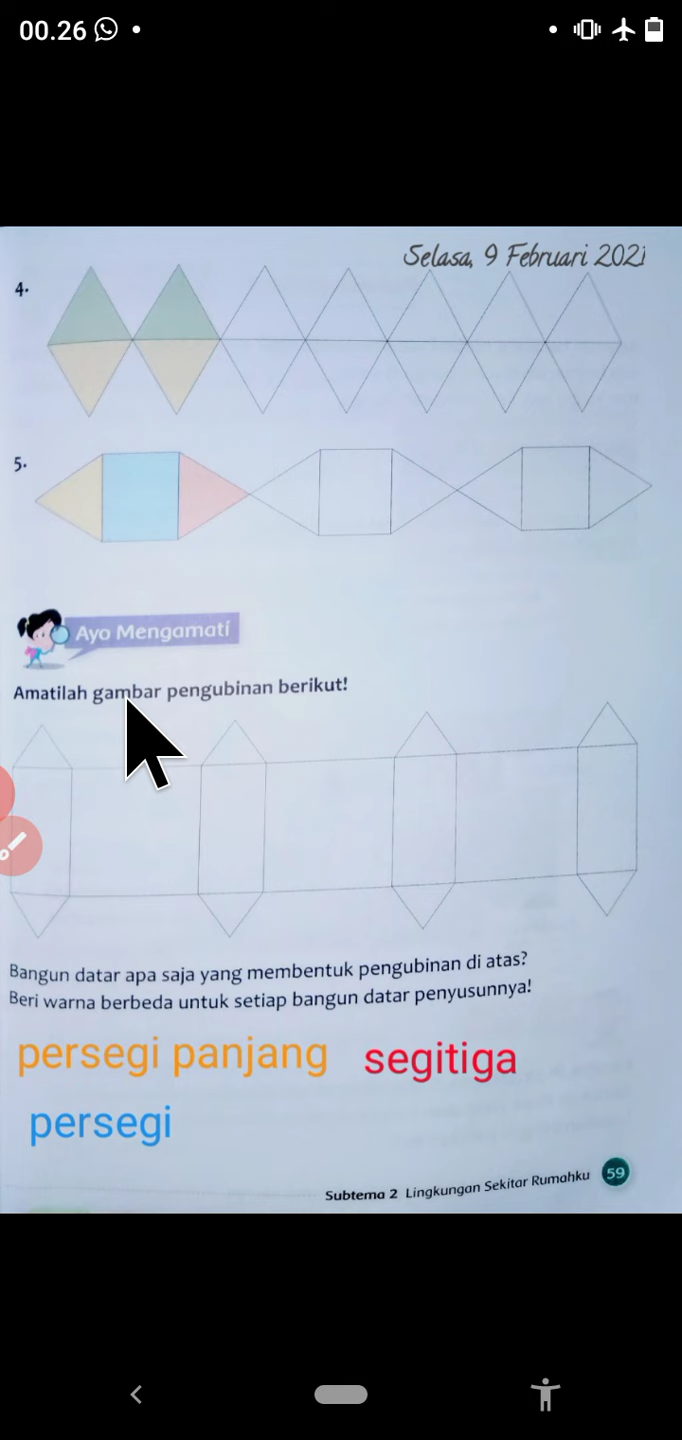 00.26
Selasa, 9 Februari 2021
4.
5.
Ayo Mengamati
Amatilah gambar pengubinan berikut!
Bangun datar apa saja yang membentuk pengubinan di atas?
Beri warna berbeda untuk setiap bangun datar penyusunnya!
persegi panjang segitiga
persegi
Subtema 2 Lingkungan Sekitar Rumahku 59